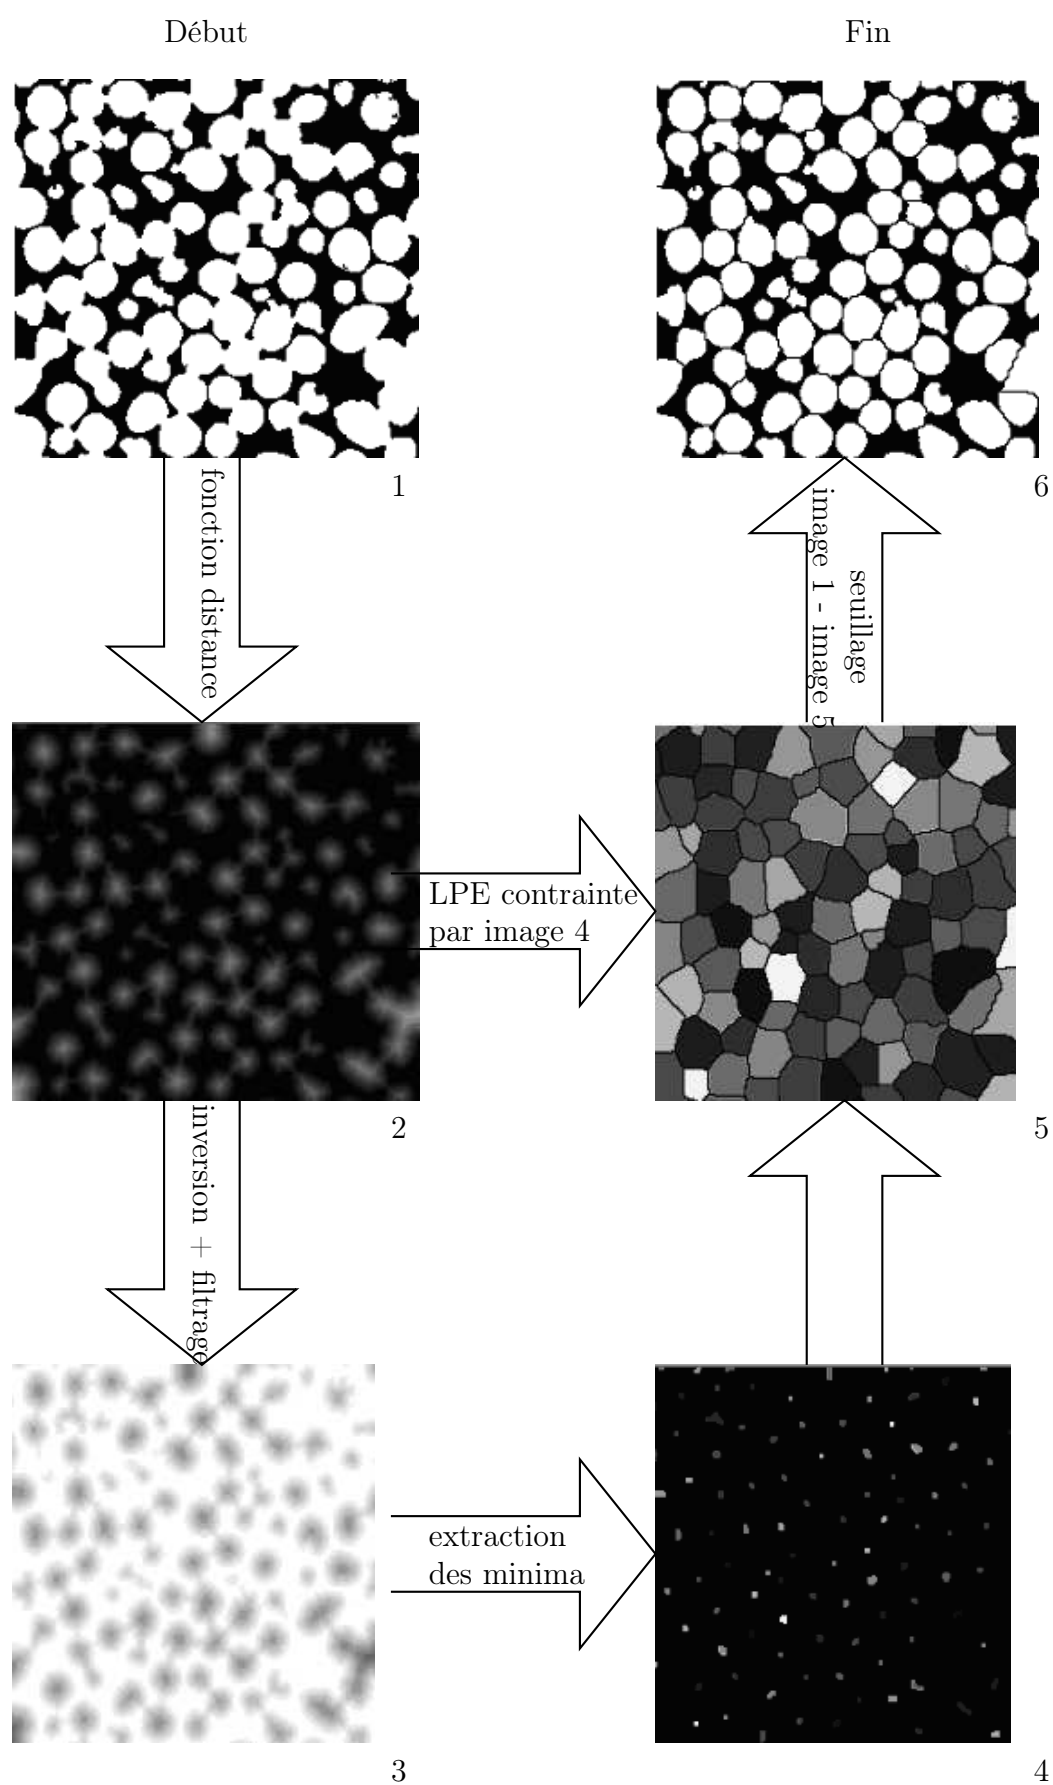 Début
Fin
1
6
fonction distance
image 1 - image 5
seuillage
LPE contrainte
par image 4
2
5
inversion + filtrage
extraction
des minima
3
4